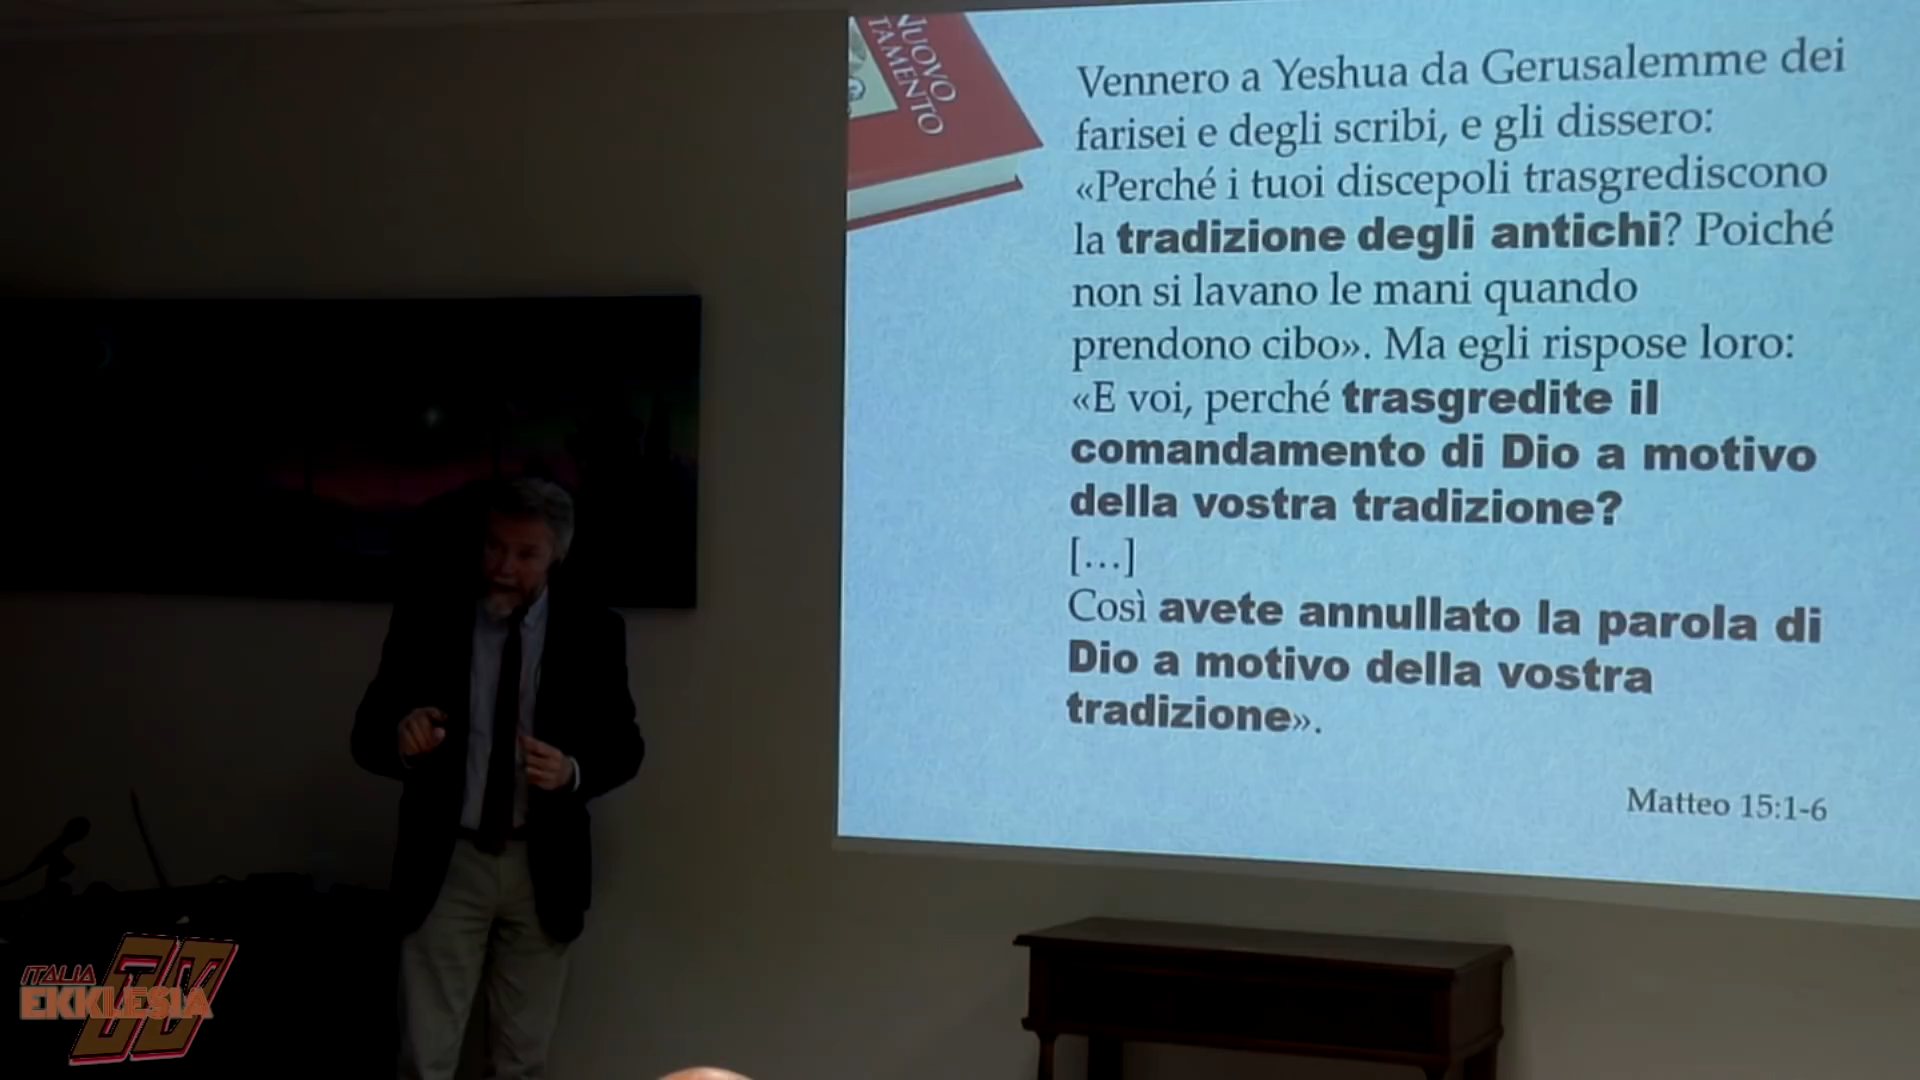 NUOVO
TAMENTO
Vennero a Yeshua da Gerusalemme dei
farisei e degli scribi, e gli dissero:
«Perché i tuoi discepoli trasgrediscono
la tradizione degli antichi? Poiché
non si lavano le mani quando
prendono cibo». Ma egli rispose loro:
«E voi, perché trasgredite il
comandamento di Dio a motivo
della vostra tradizione?
[…]
Così avete annullato la parola di
Dio a motivo della vostra
tradizione».
Matteo 15:1-6
ITALIA
EKKLESIA
TV